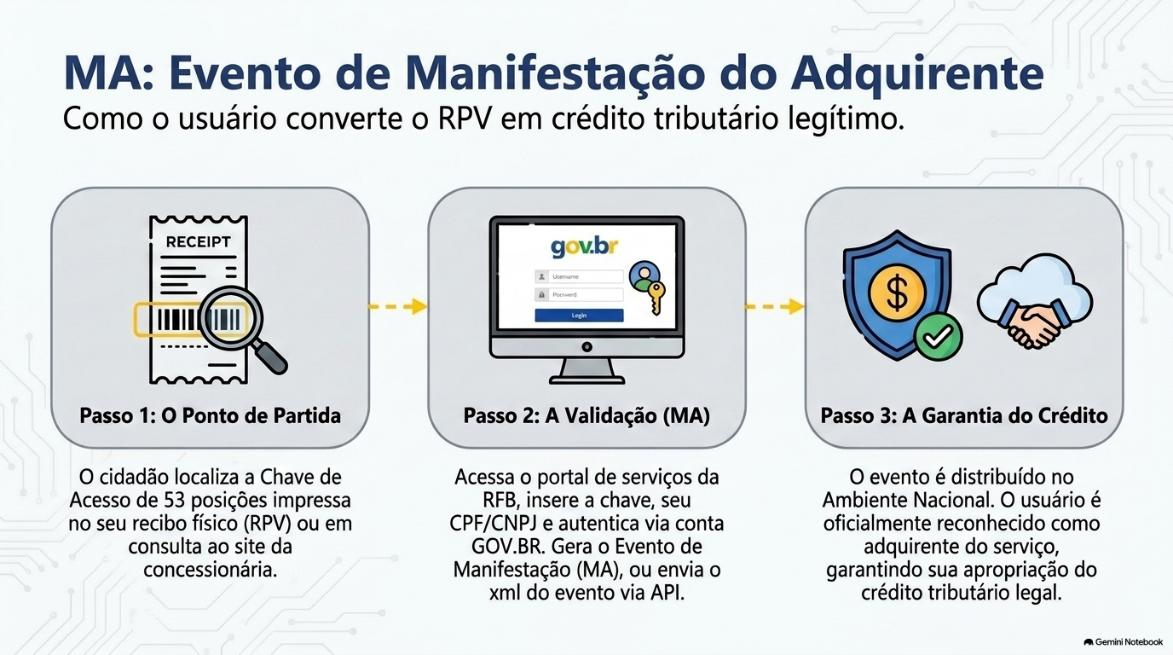 MA: Evento de Manifestação do Adquirente
Como o usuário converte o RPV em crédito tributário legítimo.
RECEIPT
Passo 1: O Ponto de Partida
O cidadão localiza a Chave de
Acesso de 53 posições impressa
no seu recibo físico (RPV) ou em
consulta ao site da
concessionária.
gov.br
Username
Password
Login
Passo 2: A Validação (MA)
Acessa o portal de serviços da
RFB, insere a chave, seu
CPF/CNPJ e autentica via conta
GOV.BR. Gera o Evento de
Manifestação (MA), ou envia o
xml do evento via API.
Passo 3: A Garantia do Crédito
O evento é distribuído no
Ambiente Nacional. O usuário é
oficialmente reconhecido como
adquirente do serviço,
garantindo sua apropriação do
crédito tributário legal.
Gemini Notebook